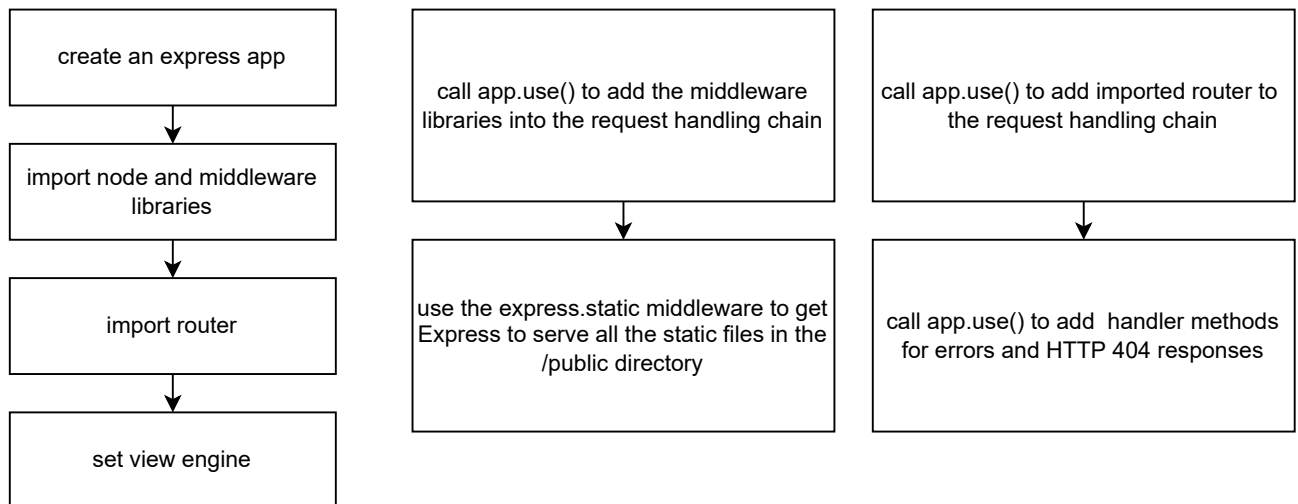 create an express app
import node and middleware
libraries
import router
set view engine
call app.use() to add the middleware
libraries into the request handling chain
use the express.static middleware to get
Express to serve all the static files in the
/public directory
call app.use() to add imported router to
the request handling chain
call app.use() to add  handler methods
for errors and HTTP 404 responses